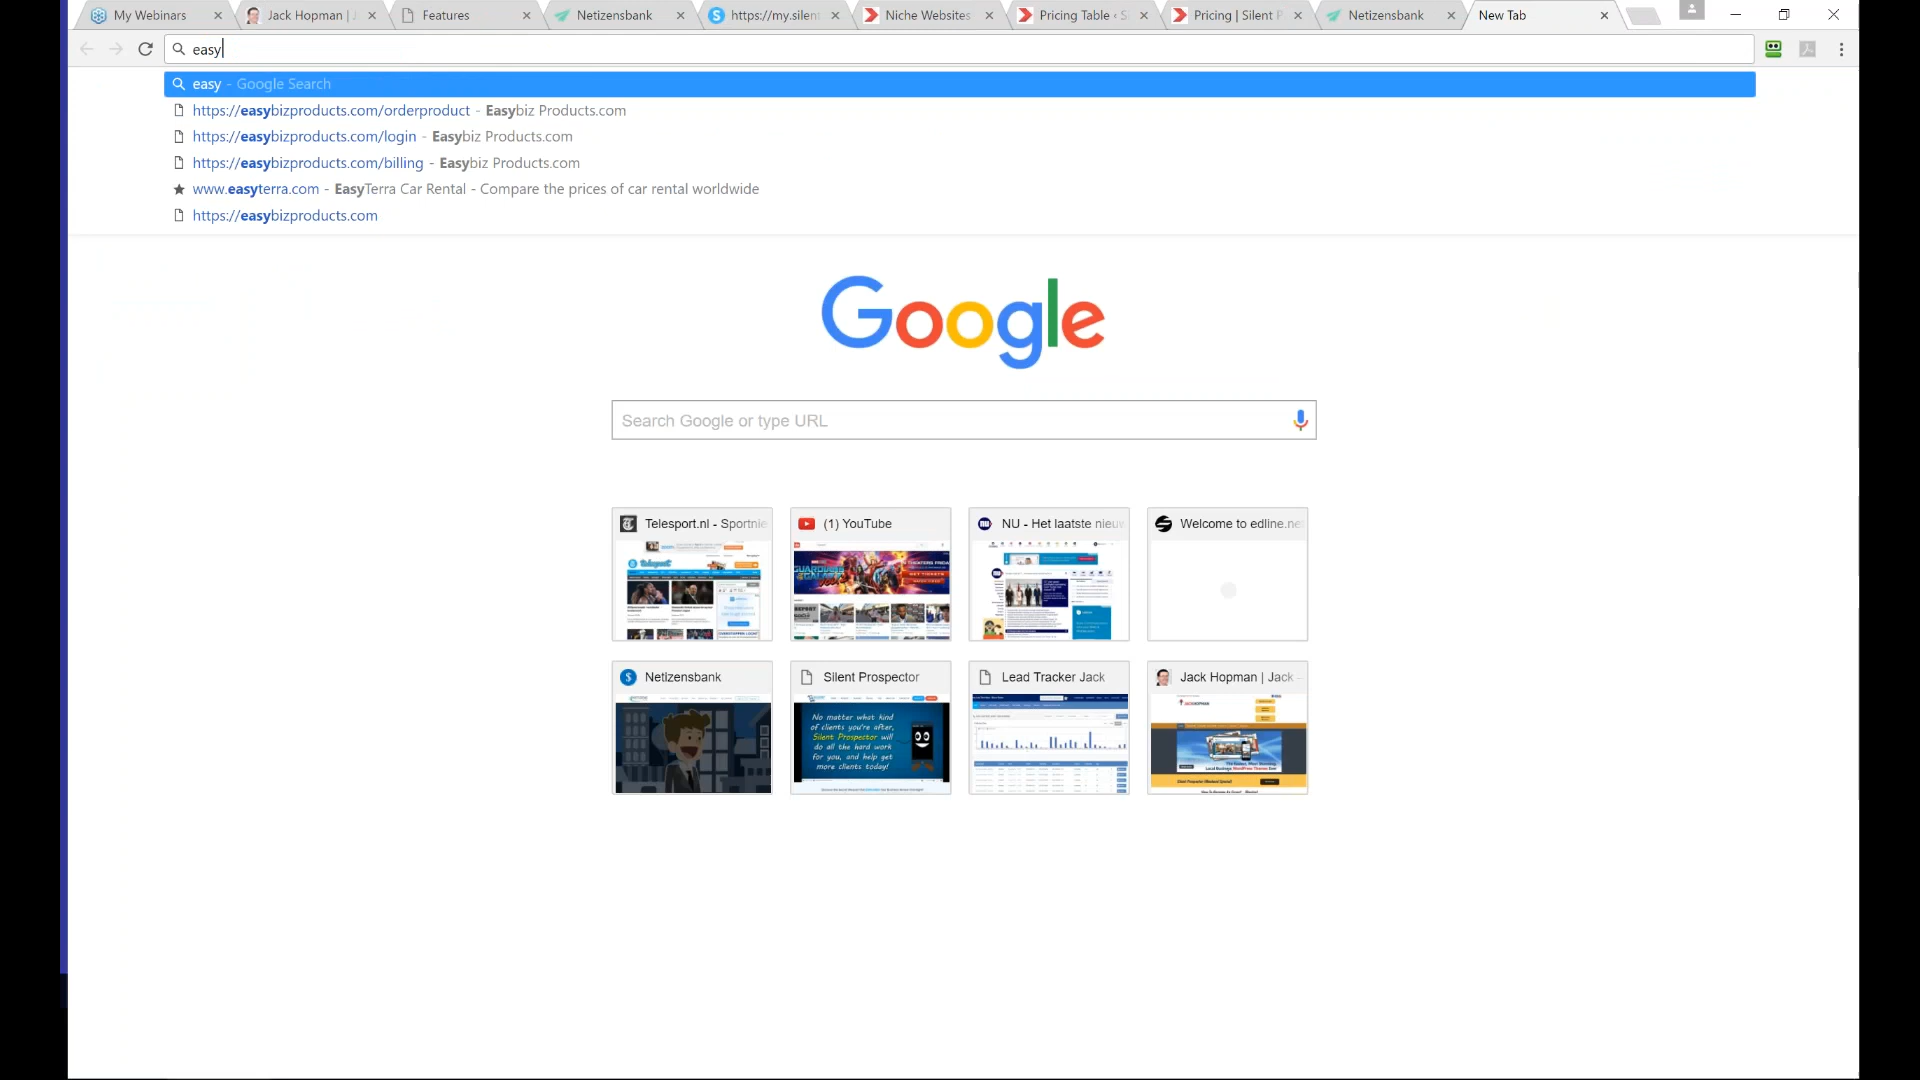 My Webinars
Jack Hopman |
Features
Netizensbank
https://my.silent
Niche Websites
Pricing Table ‹ S
Pricing | Silent P
Netizensbank
New Tab
easy
easy - Google Search
https://easybizproducts.com/orderproduct - Easybiz Products.com
https://easybizproducts.com/login - Easybiz Products.com
https://easybizproducts.com/billing - Easybiz Products.com
www.easyterra.com - EasyTerra Car Rental - Compare the prices of car rental worldwide
https://easybizproducts.com
Google
Search Google or type URL
Telesport.nl - Sportnie
(1) YouTube
NU - Het laatste nieuw
Welcome to edline.ne
Telesport
GUARDIANS
GALAXY
Netizensbank
Silent Prospector
Lead Tracker Jack
Jack Hopman | Jack
No matter what kind
of clients you're after,
Silent Prospector will
do all the hard work
for you, and help get
more clients today!